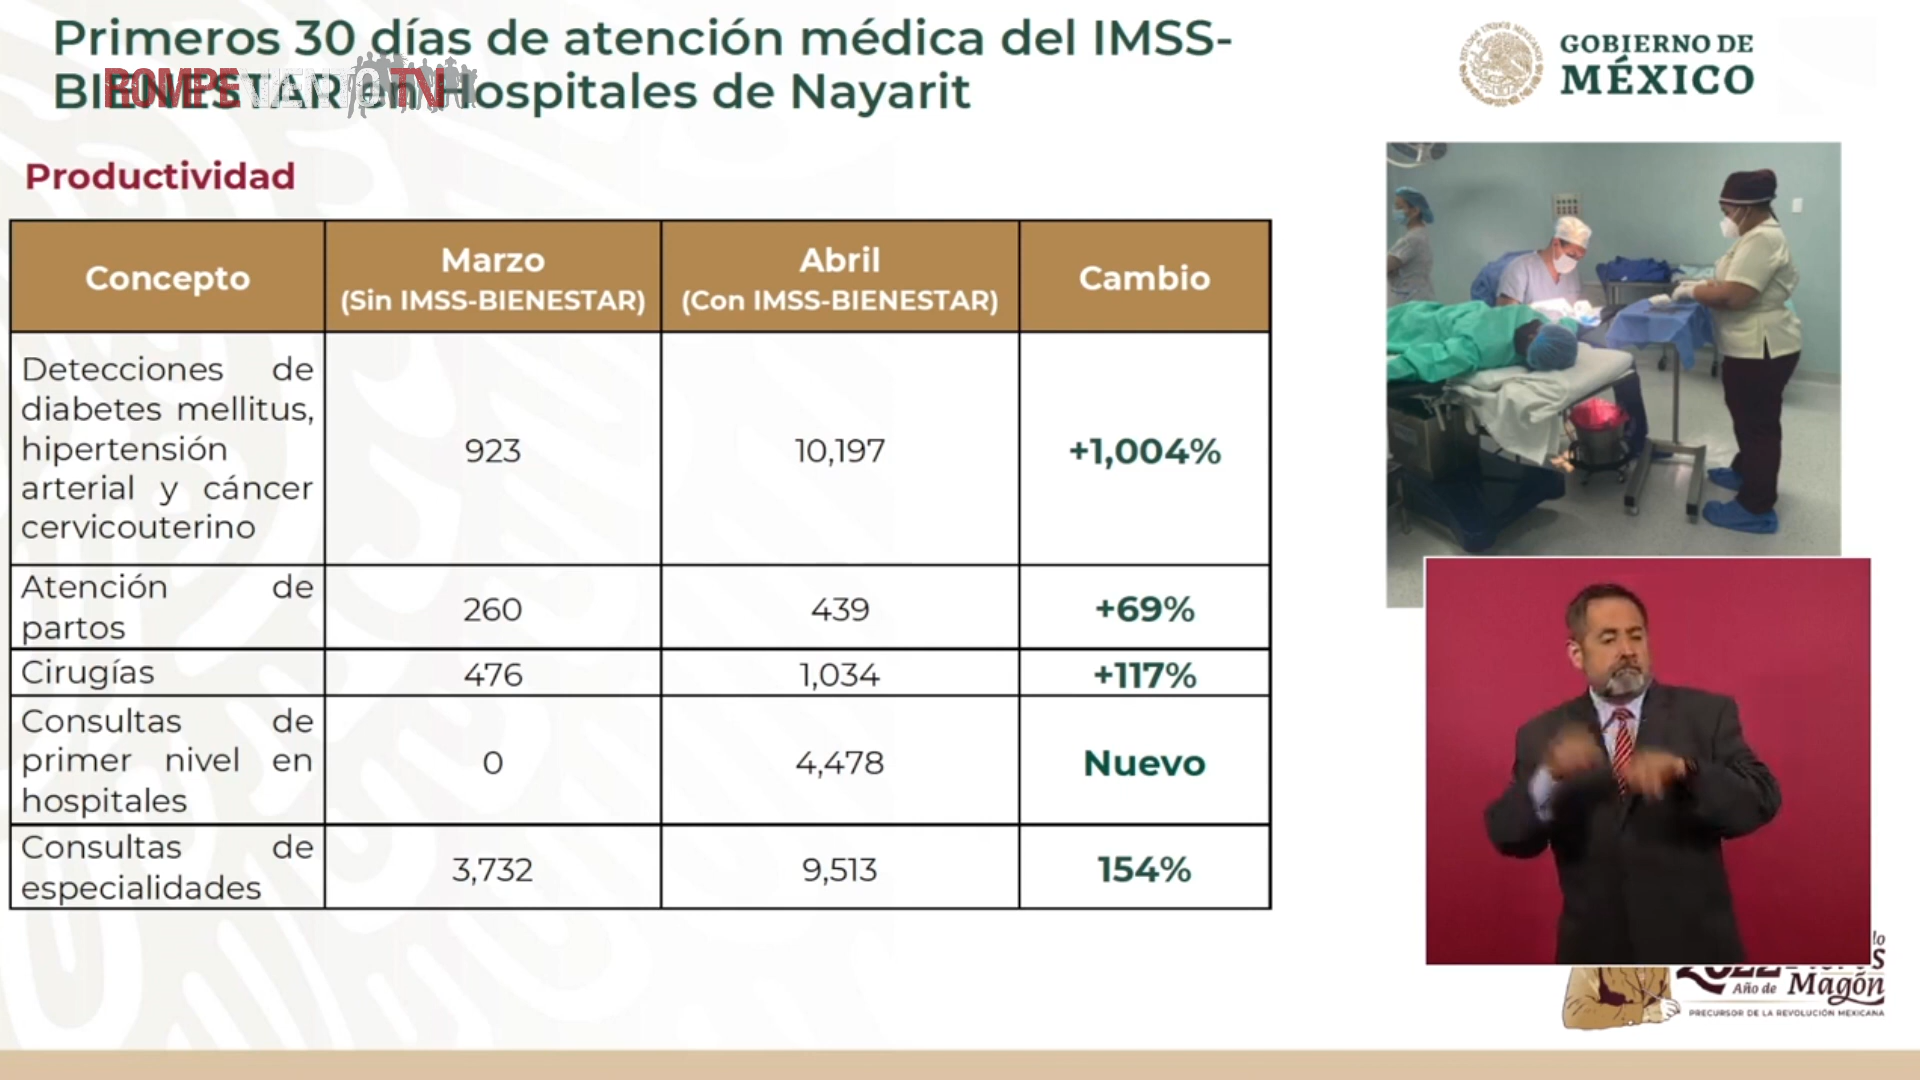 Primeros 30 días de atención médica del IMSS-
BIENESTAR en Hospitales de Nayarit
ROMPEVIENTO TV
GOBIERNO DE
MÉXICO
Productividad
Concepto
Marzo
(Sin IMSS-BIENESTAR)
Abril
(Con IMSS-BIENESTAR)
Cambio
Detecciones de
diabetes mellitus,
hipertensión
arterial y cáncer
cervicouterino
923
10,197
+1,004%
Atención de
partos
260
439
+69%
Cirugías
476
1,034
+117%
Consultas de
primer nivel en
hospitales
0
4,478
Nuevo
Consultas de
especialidades
3,732
9,513
154%
2022
Año de
Magón
PRECURSOR DE LA REVOLUCIÓN MEXICANA